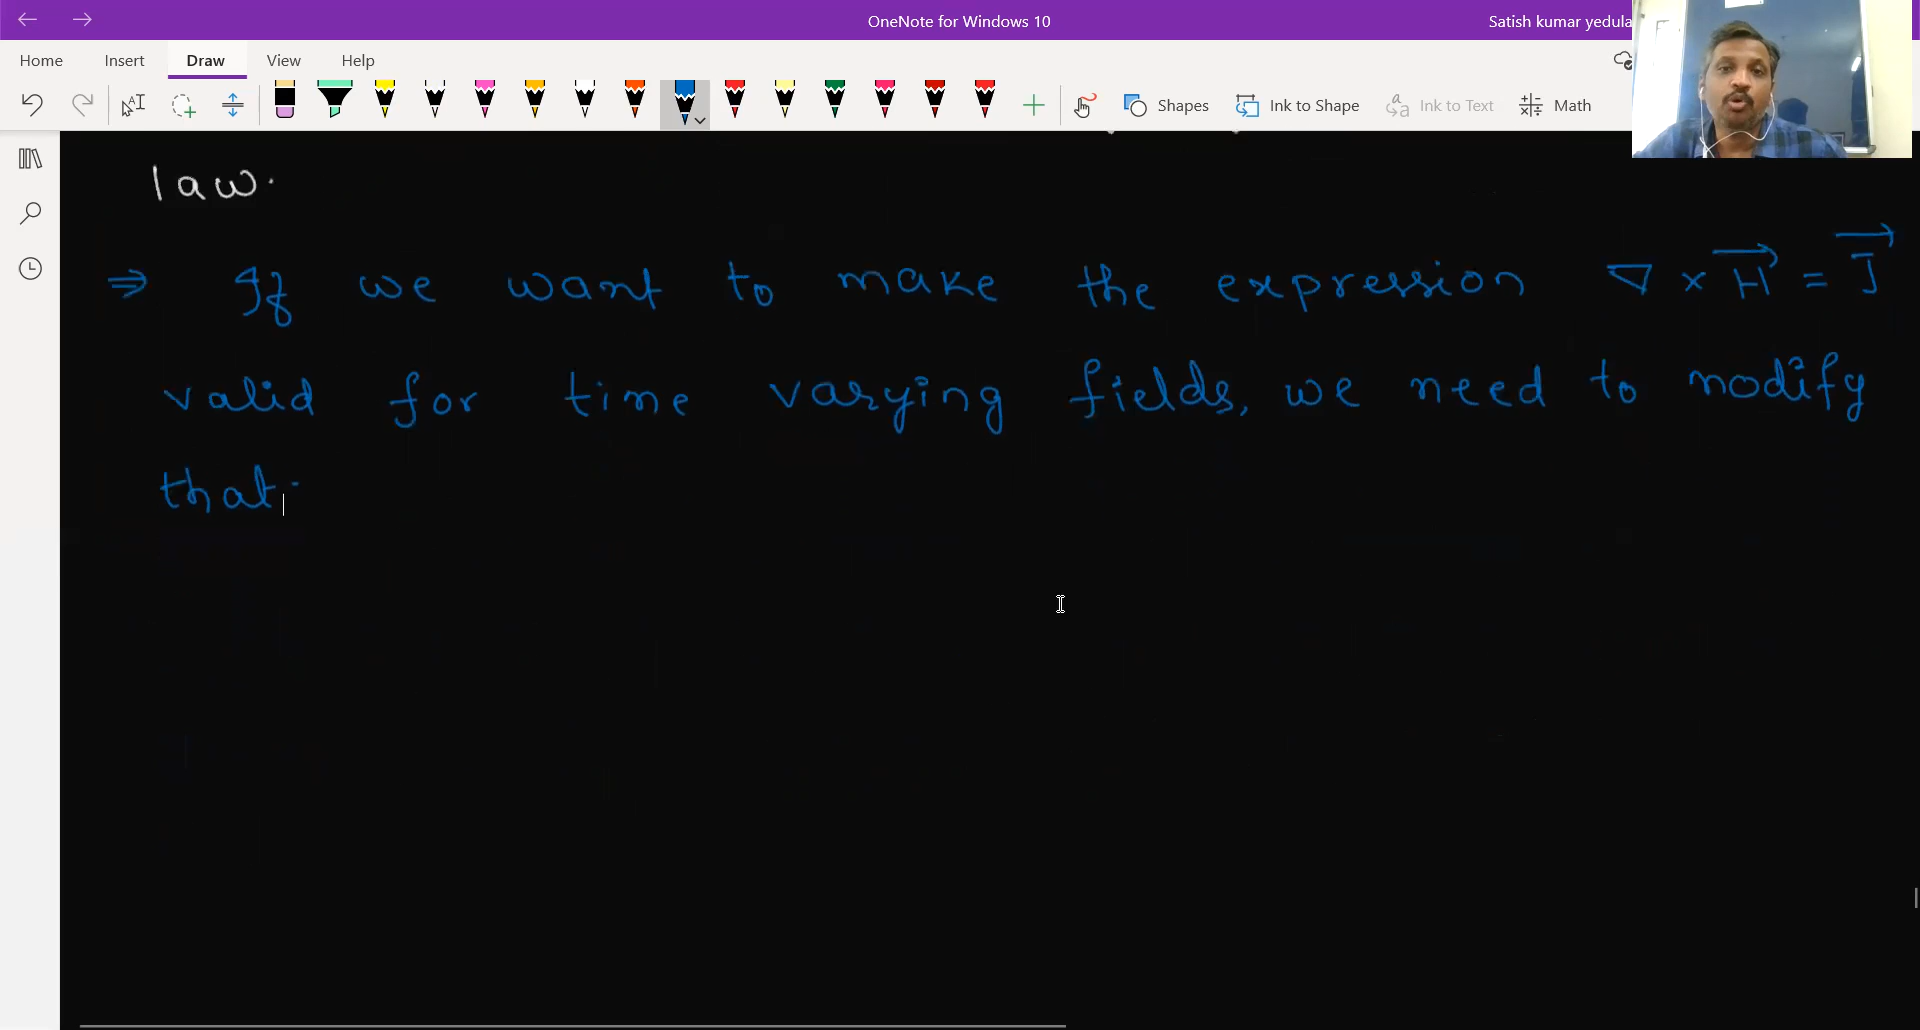 OneNote for Windows 10
Satish kumar yedula
Home Insert Draw View Help
Shapes Ink to Shape Ink to Text Math
law.
⇒ If we want to make the expression ∇ × H⃗ = J⃗
valid for time varying fields, we need to modify
that.